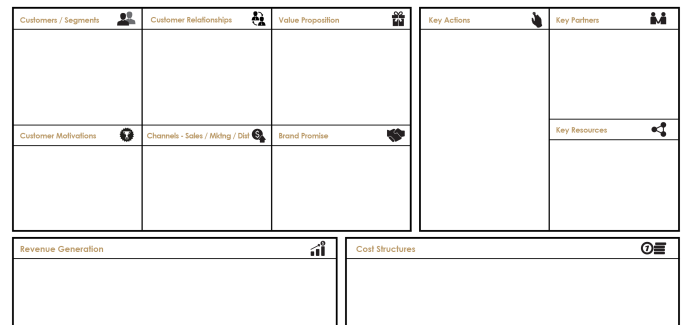 Customers / Segments
Customer Relationships
Value Proposition
Key Actions
Key Partners
Customer Motivations
Channels - Sales / Mktng / Dist
Brand Promise
Key Resources
Revenue Generation
Cost Structures